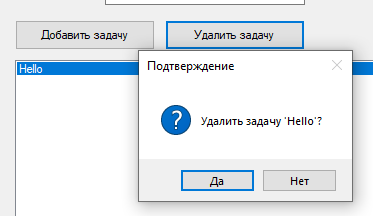 Добавить задачу
Удалить задачу
Hello
Подтверждение
Удалить задачу 'Hello'?
Да
Нет